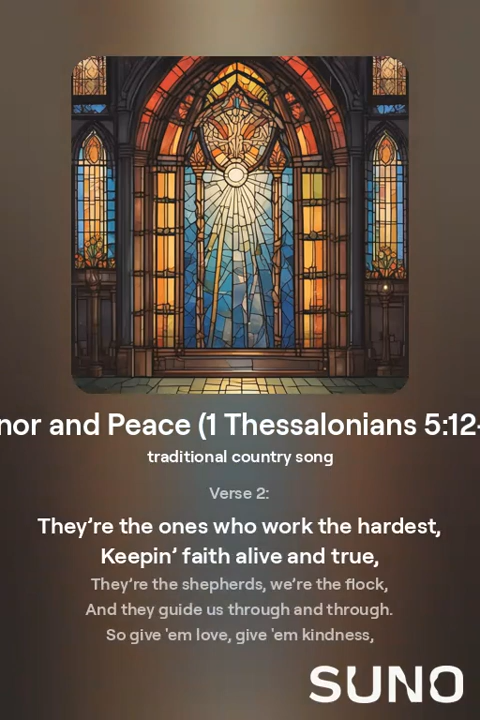 nor and Peace (1 Thessalonians 5:12-
traditional country song
Verse 2:
They’re the ones who work the hardest,
Keepin’ faith alive and true,
They’re the shepherds, we’re the flock,
And they guide us through and through.
So give 'em love, give 'em kindness,
SUNO